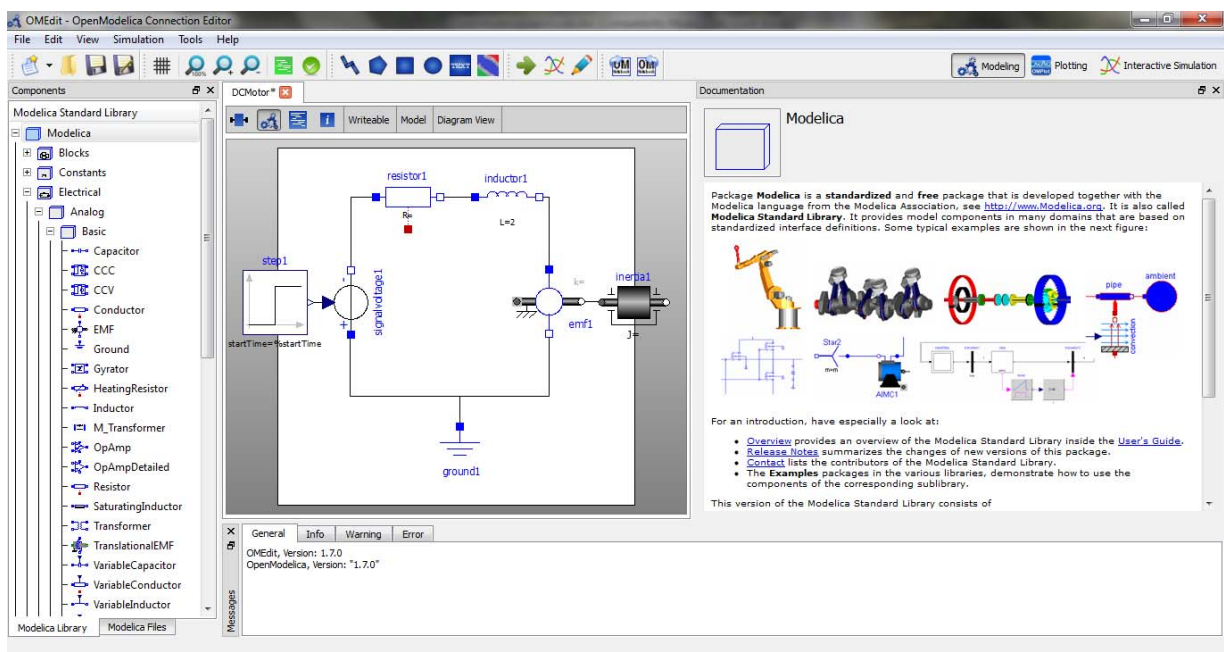 OMEdit - OpenModelica Connection Editor
File Edit View Simulation Tools Help
100%
TEXT
OM
OM
Modeling
Plotting
Interactive Simulation
Components
Modelica Standard Library
Modelica
Blocks
Constants
Electrical
Analog
Basic
Capacitor
CCC
CCV
Conductor
EMF
Ground
Gyrator
HeatingResistor
Inductor
M_Transformer
OpAmp
OpAmpDetailed
Resistor
SaturatingInductor
Transformer
TranslationalEMF
VariableCapacitor
VariableConductor
VariableInductor
Modelica Library
Modelica Files
DCMotor*
Writeable Model Diagram View
resistor1
R=
inductor1
L=2
step1
startTime=%startTime
signalvoltage1
-
+
k=
emf1
inertia1
J=
ground1
Documentation
Modelica
Package Modelica is a standardized and free package that is developed together with the
Modelica language from the Modelica Association, see http://www.Modelica.org. It is also called
Modelica Standard Library. It provides model components in many domains that are based on
standardized interface definitions. Some typical examples are shown in the next figure:
pipe
ambient
convection
Star2
m=m
AIMC1
For an introduction, have especially a look at:
• Overview provides an overview of the Modelica Standard Library inside the User's Guide.
• Release Notes summarizes the changes of new versions of this package.
• Contact lists the contributors of the Modelica Standard Library.
• The Examples packages in the various libraries, demonstrate how to use the
components of the corresponding sublibrary.
This version of the Modelica Standard Library consists of
General Info Warning Error
OMEdit, Version: 1.7.0
OpenModelica, Version: "1.7.0"
Messages